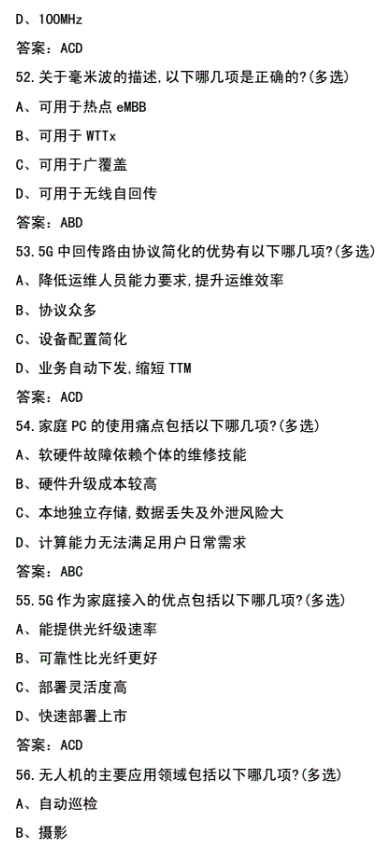 D、100MHz
答案：ACD
52.关于毫米波的描述,以下哪几项是正确的?(多选)
A、可用于热点 eMBB
B、可用于 WTTx
C、可用于广覆盖
D、可用于无线自回传
答案：ABD
53.5G 中回传路由协议简化的优势有以下哪几项?(多选)
A、降低运维人员能力要求,提升运维效率
B、协议众多
C、设备配置简化
D、业务自动下发,缩短 TTM
答案：ACD
54.家庭 PC 的使用痛点包括以下哪几项?(多选)
A、软硬件故障依赖个体的维修技能
B、硬件升级成本较高
C、本地独立存储,数据丢失及外泄风险大
D、计算能力无法满足用户日常需求
答案：ABC
55.5G 作为家庭接入的优点包括以下哪几项?(多选)
A、能提供光纤级速率
B、可靠性比光纤更好
C、部署灵活度高
D、快速部署上市
答案：ACD
56.无人机的主要应用领域包括以下哪几项?(多选)
A、自动巡检
B、摄影